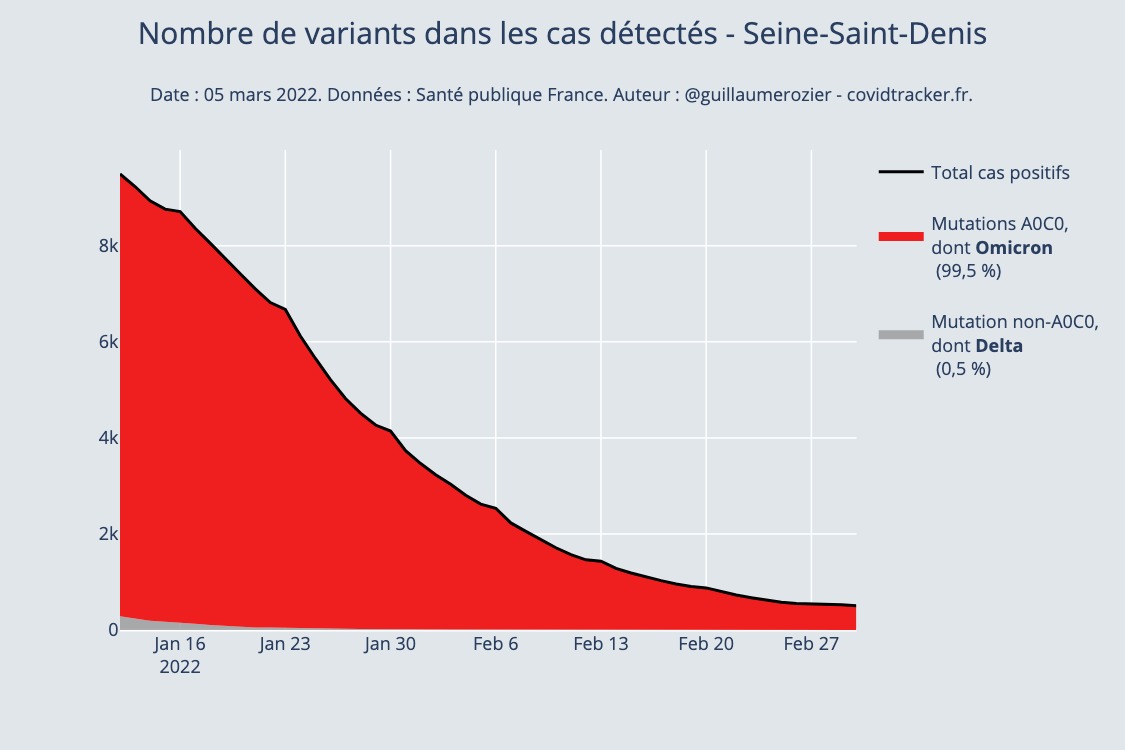 Nombre de variants dans les cas détectés - Seine-Saint-Denis
Date : 05 mars 2022. Données : Santé publique France. Auteur : @guillaumerozier - covidtracker.fr.
Total cas positifs
Mutations A0C0,
dont Omicron
(99,5 %)
Mutation non-A0C0,
dont Delta
(0,5 %)
8k
6k
4k
2k
0
Jan 16
2022
Jan 23
Jan 30
Feb 6
Feb 13
Feb 20
Feb 27